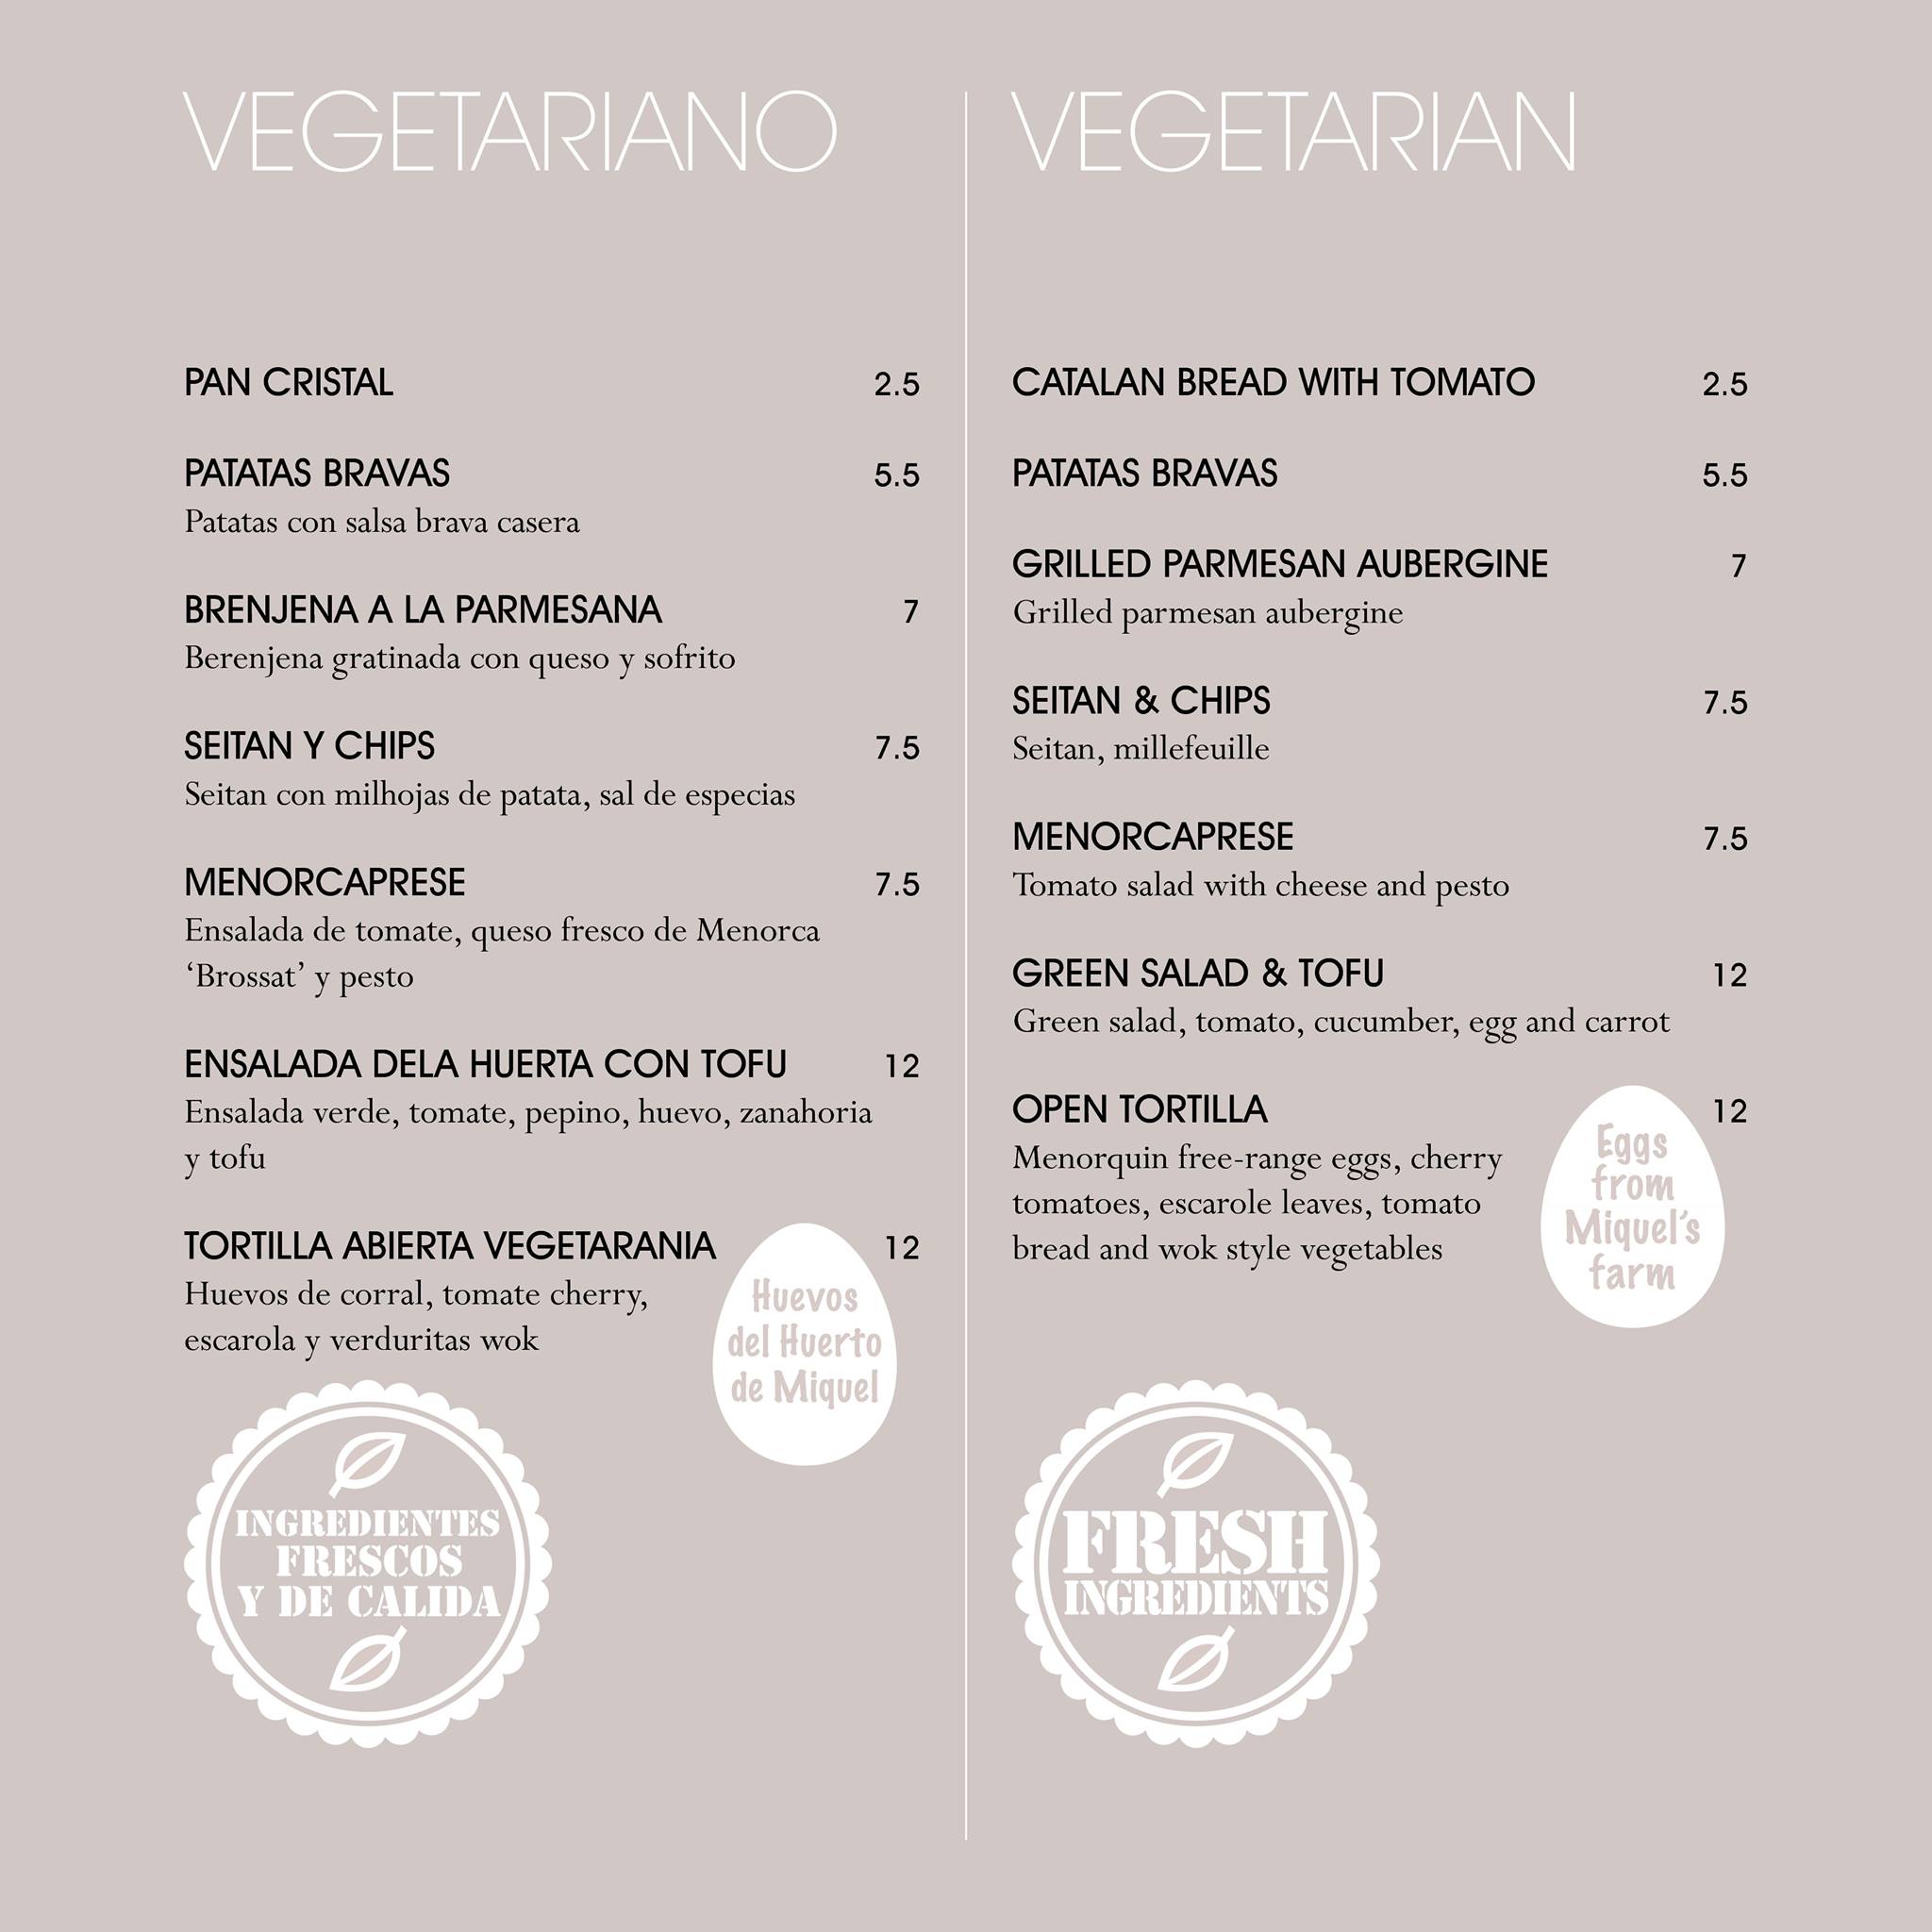 VEGETARIANO
PAN CRISTAL 2.5
PATATAS BRAVAS 5.5
Patatas con salsa brava casera
BRENJENA A LA PARMESANA 7
Berenjena gratinada con queso y sofrito
SEITAN Y CHIPS 7.5
Seitan con milhojas de patata, sal de especias
MENORCAPRESE 7.5
Ensalada de tomate, queso fresco de Menorca
‘Brossat’ y pesto
ENSALADA DELA HUERTA CON TOFU 12
Ensalada verde, tomate, pepino, huevo, zanahoria
y tofu
TORTILLA ABIERTA VEGETARANIA 12
Huevos de corral, tomate cherry,
escarola y verduritas wok
Huevos
del Huerto
de Miquel
INGREDIENTES
FRESCOS
Y DE CALIDA
VEGETARIAN
CATALAN BREAD WITH TOMATO 2.5
PATATAS BRAVAS 5.5
GRILLED PARMESAN AUBERGINE 7
Grilled parmesan aubergine
SEITAN & CHIPS 7.5
Seitan, millefeuille
MENORCAPRESE 7.5
Tomato salad with cheese and pesto
GREEN SALAD & TOFU 12
Green salad, tomato, cucumber, egg and carrot
OPEN TORTILLA 12
Menorquin free-range eggs, cherry
tomatoes, escarole leaves, tomato
bread and wok style vegetables
Eggs
from
Miquel’s
farm
FRESH
INGREDIENTS